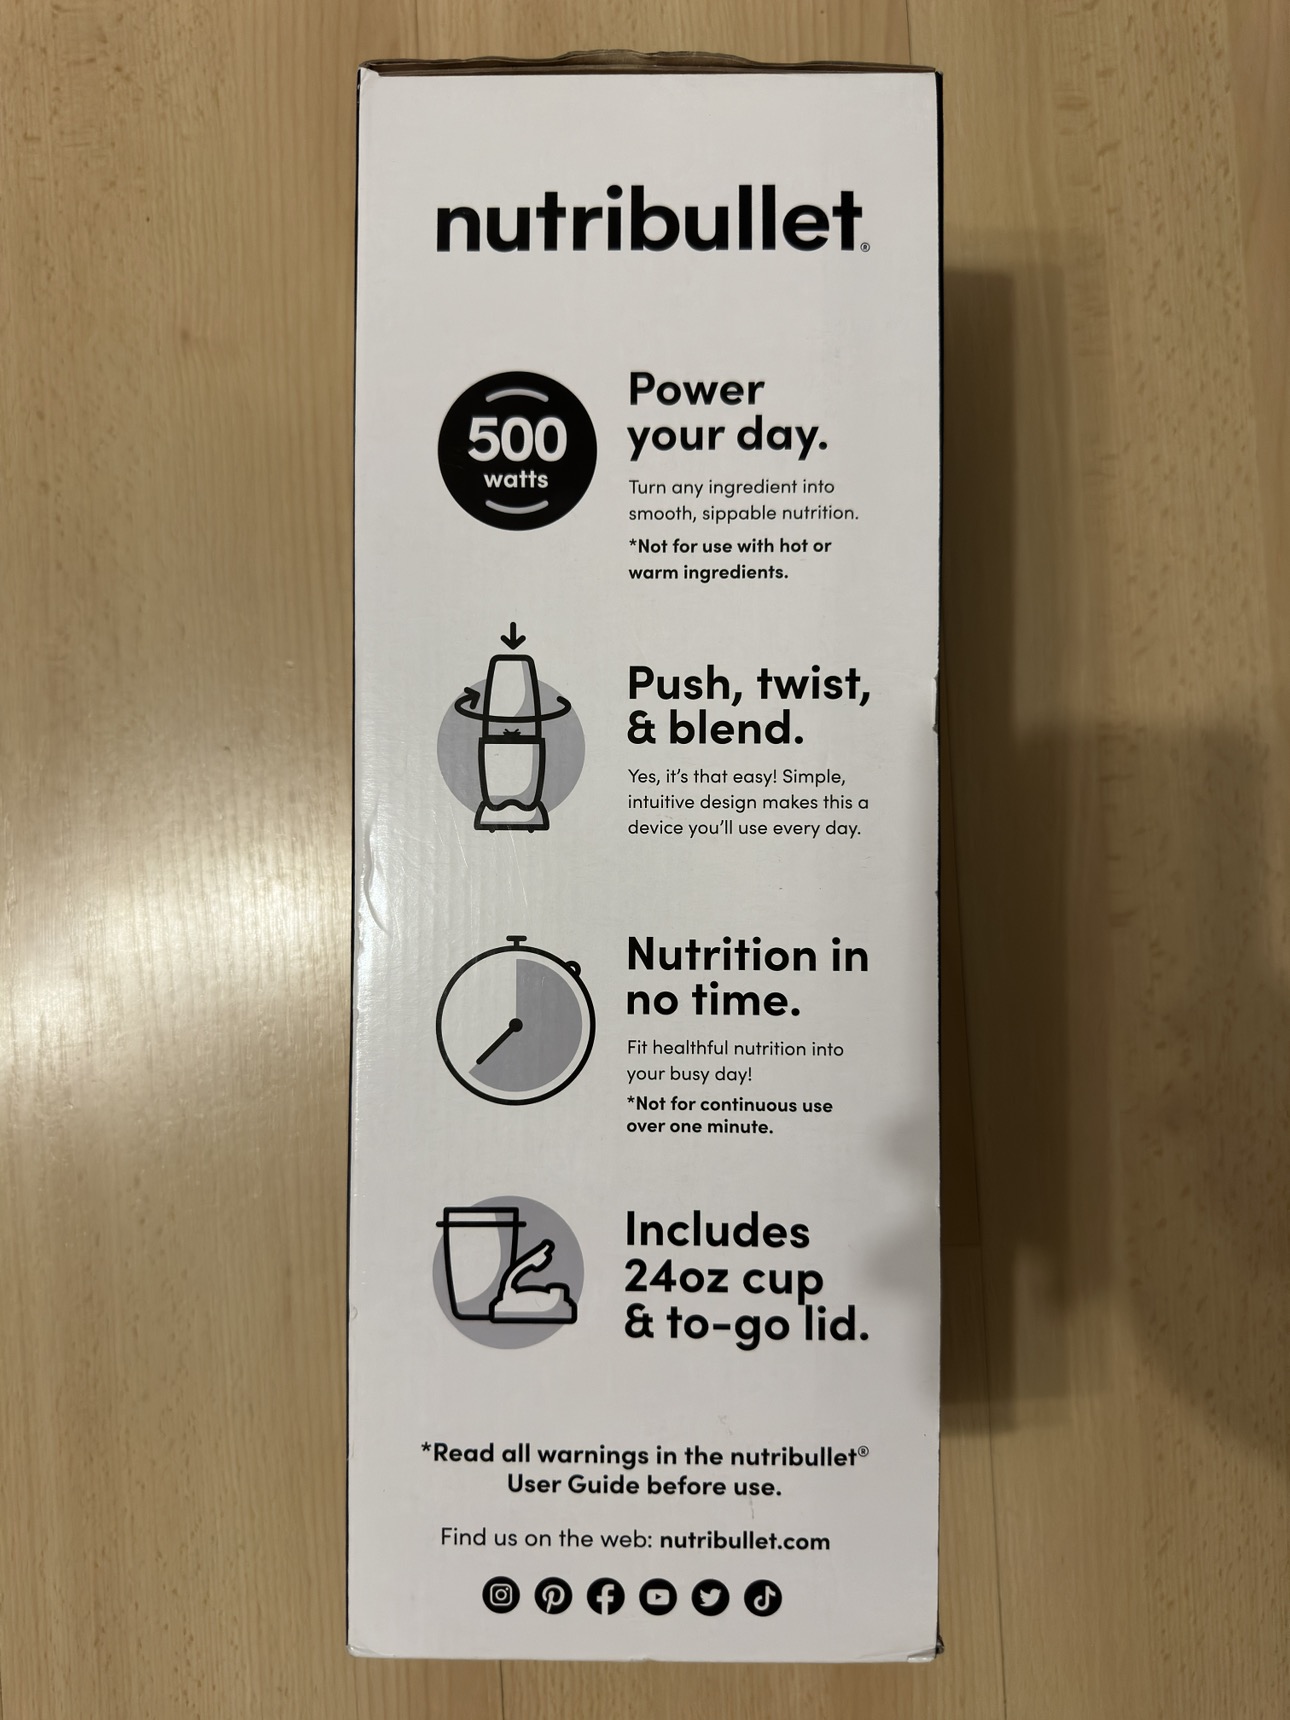 nutribullet®
500
watts
Power
your day.
Turn any ingredient into
smooth, sippable nutrition.
*Not for use with hot or
warm ingredients.
Push, twist,
& blend.
Yes, it's that easy! Simple,
intuitive design makes this a
device you'll use every day.
Nutrition in
no time.
Fit healthful nutrition into
your busy day!
*Not for continuous use
over one minute.
Includes
24oz cup
& to-go lid.
*Read all warnings in the nutribullet®
User Guide before use.
Find us on the web: nutribullet.com